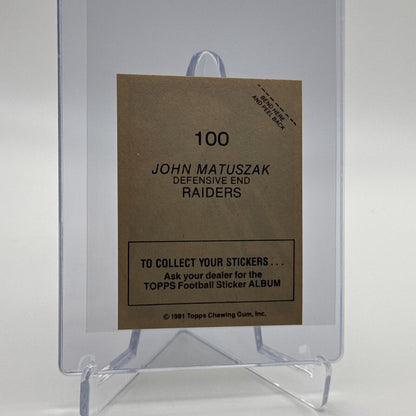 BEND HERE
AND PEEL BACK
100
JOHN MATUSZAK
DEFENSIVE END
RAIDERS
TO COLLECT YOUR STICKERS . . .
Ask your dealer for the
TOPPS Football Sticker ALBUM
© 1981 Topps Chewing Gum, Inc.